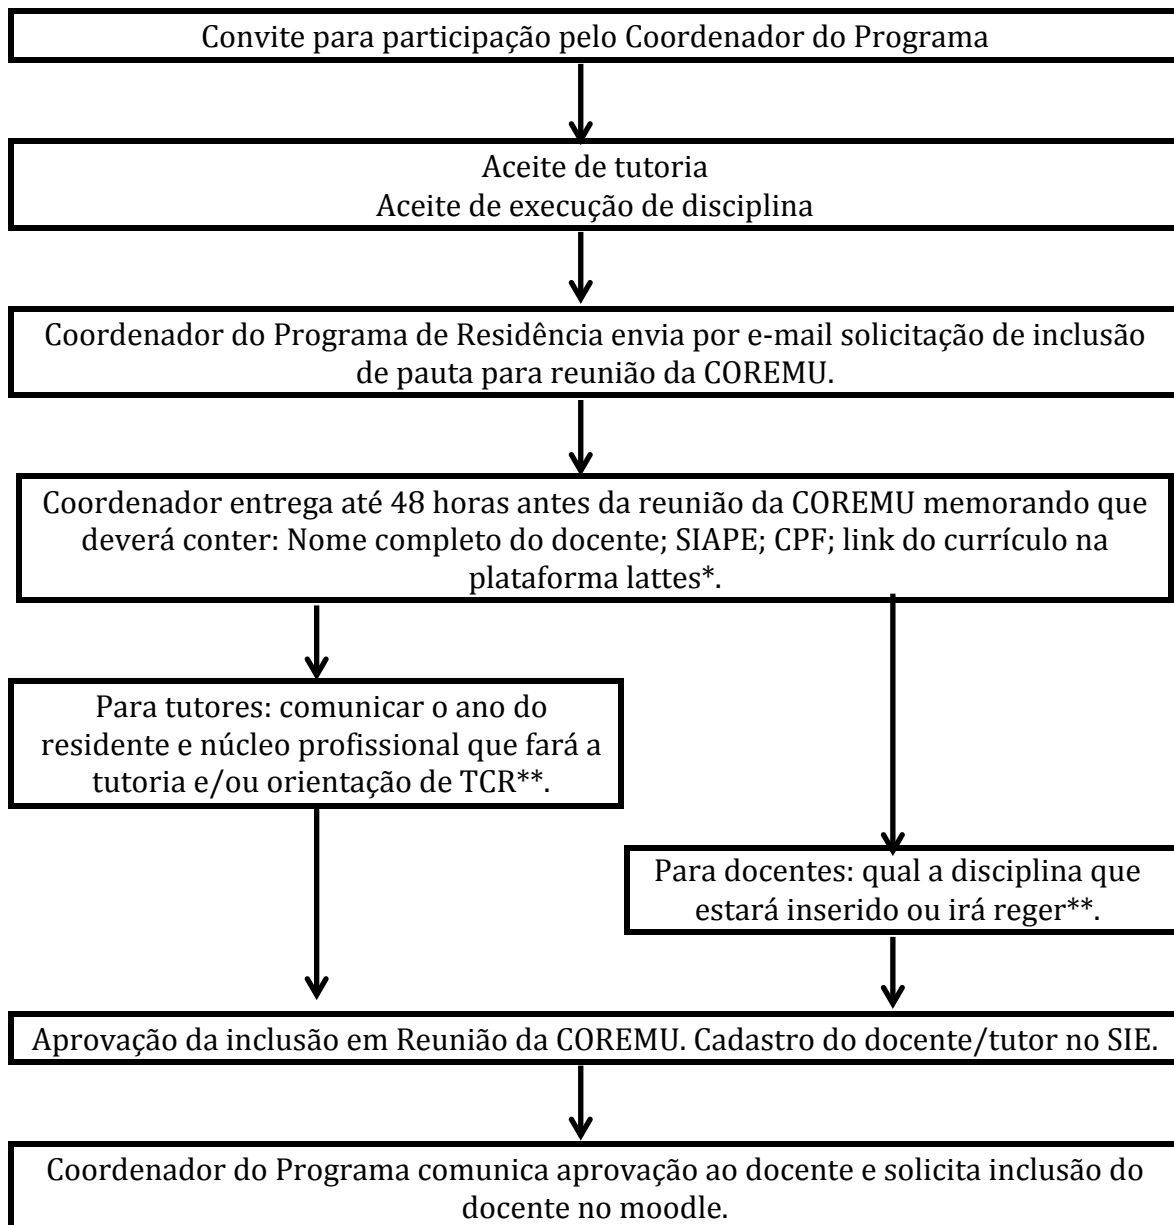 Convite para participação pelo Coordenador do Programa
Aceite de tutoria
Aceite de execução de disciplina
Coordenador do Programa de Residência envia por e-mail solicitação de inclusão
de pauta para reunião da COREMU.
Coordenador entrega até 48 horas antes da reunião da COREMU memorando que
deverá conter: Nome completo do docente; SIAPE; CPF; link do currículo na
plataforma lattes*.
Para tutores: comunicar o ano do
residente e núcleo profissional que fará a
tutoria e/ou orientação de TCR**.
Para docentes: qual a disciplina que
estará inserido ou irá reger**.
Aprovação da inclusão em Reunião da COREMU. Cadastro do docente/tutor no SIE.
Coordenador do Programa comunica aprovação ao docente e solicita inclusão do
docente no moodle.